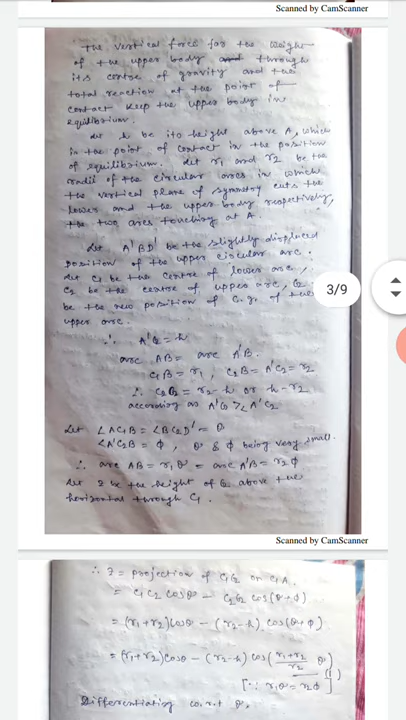 Scanned by CamScanner
The vertical force for the weight
of the upper body through
its centre of gravity and the
total reaction at the point of
contact keep the upper body in
equilibrium.
Let h be its height above A, which
in the point of contact in the position
of equilibrium. Let r1 and r2 be the
radii of the circular arcs in which
the vertical plane of symmetry cuts the
lower and the upper body respectively,
the two arcs touching at A.
Let A'BD' be the slightly displaced
position of the upper circular arc.
Let C1 be the centre of lower arc,
C2 be the centre of upper arc, G
be the new position of C.g. of the
upper arc.
3/9
∴ A'G = h
arc AB = arc A'B.
C1B = r1, C2B = A'C2 = r2
∴ C2G = r2-h or h-r2
according as A'G A'C2
Let ∠AC1B = ∠BC2D' = θ
∠A'C2B = ϕ, θ & ϕ being very small.
∴ arc AB = r1θ = arc A'B = r2ϕ
Let z be the height of G above the
horizontal through C1.
Scanned by CamScanner
∴ z = projection of C1G on C1A.
= C1C2 cosθ - C2G cos(θ+ϕ)
= (r1+r2)cosθ - (r2-h) cos(θ+ϕ)
= (r1+r2)cosθ - (r2-h) cos(r1+r2/r2 θ)
[∵ r1θ = r2ϕ]
Differentiating w.r.t θ.